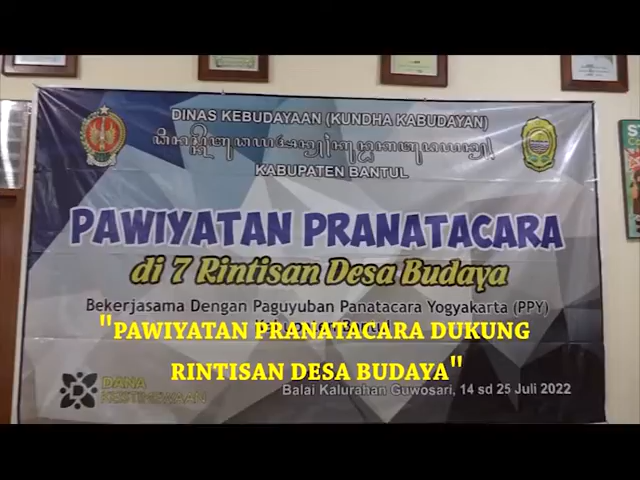 DINAS KEBUDAYAAN (KUNDHA KABUDAYAN)
KABUPATEN BANTUL
PAWIYATAN PRANATACARA
di 7 Rintisan Desa Budaya
Bekerjasama Dengan Paguyuban Panatacara Yogyakarta (PPY)
"PAWIYATAN PRANATACARA DUKUNG
RINTISAN DESA BUDAYA"
DANA
KEISTIMEWAAN
Balai Kalurahan Guwosari, 14 sd 25 Juli 2022